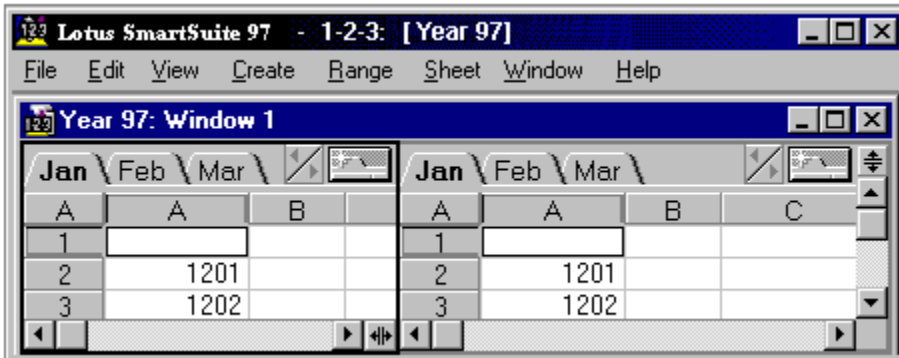 Lotus SmartSuite 97 - 1-2-3: [ Year 97]
File Edit View Create Range Sheet Window Help
Year 97: Window 1
Jan Feb Mar Jan Feb Mar
A A B A A B C
1 1
2 1201 2 1201
3 1202 3 1202